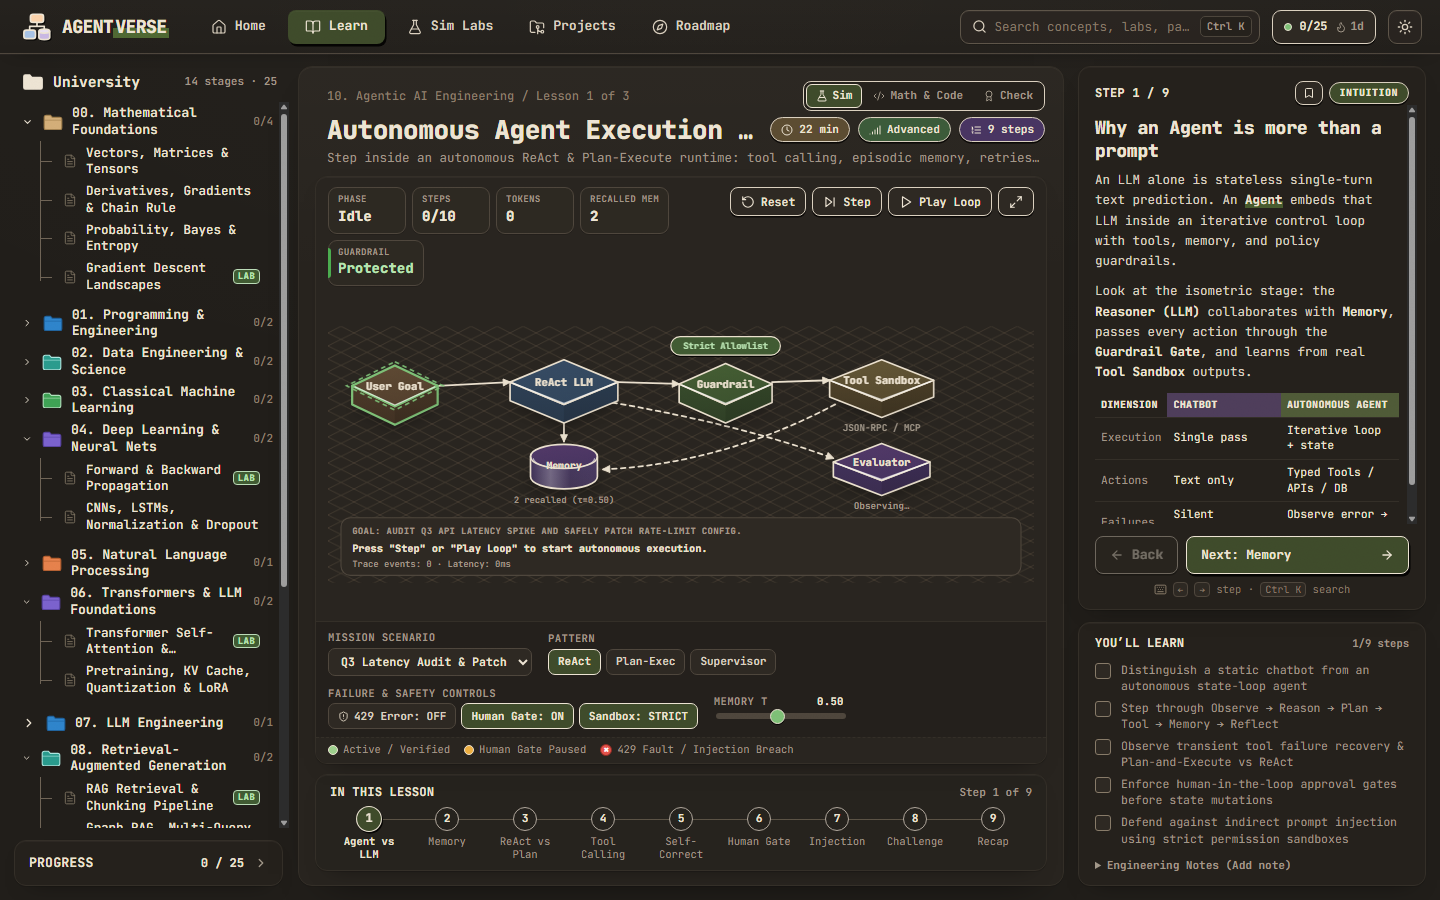 AGENTVERSE
Home
Learn
Sim Labs
Projects
Roadmap
Search concepts, labs, pa…
Ctrl K
0/25
1d
University
14 stages · 25
00. Mathematical
Foundations
0/4
Vectors, Matrices &
Tensors
Derivatives, Gradients
& Chain Rule
Probability, Bayes &
Entropy
Gradient Descent
Landscapes
LAB
01. Programming &
Engineering
0/2
02. Data Engineering &
Science
0/2
03. Classical Machine
Learning
0/2
04. Deep Learning &
Neural Nets
0/2
Forward & Backward
Propagation
LAB
CNNs, LSTMs,
Normalization & Dropout
05. Natural Language
Processing
0/1
06. Transformers & LLM
Foundations
0/2
Transformer Self-
Attention &…
LAB
Pretraining, KV Cache,
Quantization & LoRA
07. LLM Engineering
0/1
08. Retrieval-
Augmented Generation
0/2
RAG Retrieval &
Chunking Pipeline
LAB
Graph RAG, Multi-Query
PROGRESS
0 / 25
10. Agentic AI Engineering / Lesson 1 of 3
Sim
Math & Code
Check
Autonomous Agent Execution …
22 min
Advanced
9 steps
Step inside an autonomous ReAct & Plan-Execute runtime: tool calling, episodic memory, retries…
PHASE
Idle
STEPS
0/10
TOKENS
0
RECALLED MEM
2
Reset
Step
Play Loop
GUARDRAIL
Protected
Strict Allowlist
User Goal
ReAct LLM
Guardrail
Tool Sandbox
JSON-RPC / MCP
Memory
2 recalled (τ=0.50)
Evaluator
Observing…
GOAL: AUDIT Q3 API LATENCY SPIKE AND SAFELY PATCH RATE-LIMIT CONFIG.
Press "Step" or "Play Loop" to start autonomous execution.
Trace events: 0 · Latency: 0ms
MISSION SCENARIO
Q3 Latency Audit & Patch
PATTERN
ReAct
Plan-Exec
Supervisor
FAILURE & SAFETY CONTROLS
429 Error: OFF
Human Gate: ON
Sandbox: STRICT
MEMORY Τ
0.50
Active / Verified
Human Gate Paused
429 Fault / Injection Breach
IN THIS LESSON
Step 1 of 9
1
2
3
4
5
6
7
8
9
Agent vs
LLM
Memory
ReAct vs
Plan
Tool
Calling
Self-
Correct
Human Gate
Injection
Challenge
Recap
STEP 1 / 9
INTUITION
Why an Agent is more than a
prompt
An LLM alone is stateless single-turn
text prediction. An Agent embeds that
LLM inside an iterative control loop
with tools, memory, and policy
guardrails.
Look at the isometric stage: the
Reasoner (LLM) collaborates with Memory,
passes every action through the
Guardrail Gate, and learns from real
Tool Sandbox outputs.
DIMENSION
CHATBOT
AUTONOMOUS AGENT
Execution
Single pass
Iterative loop
+ state
Actions
Text only
Typed Tools /
APIs / DB
Failures
Silent
Observe error →
Back
Next: Memory
← → step · Ctrl K search
YOU'LL LEARN
1/9 steps
Distinguish a static chatbot from an
autonomous state-loop agent
Step through Observe → Reason → Plan →
Tool → Memory → Reflect
Observe transient tool failure recovery &
Plan-and-Execute vs ReAct
Enforce human-in-the-loop approval gates
before state mutations
Defend against indirect prompt injection
using strict permission sandboxes
Engineering Notes (Add note)